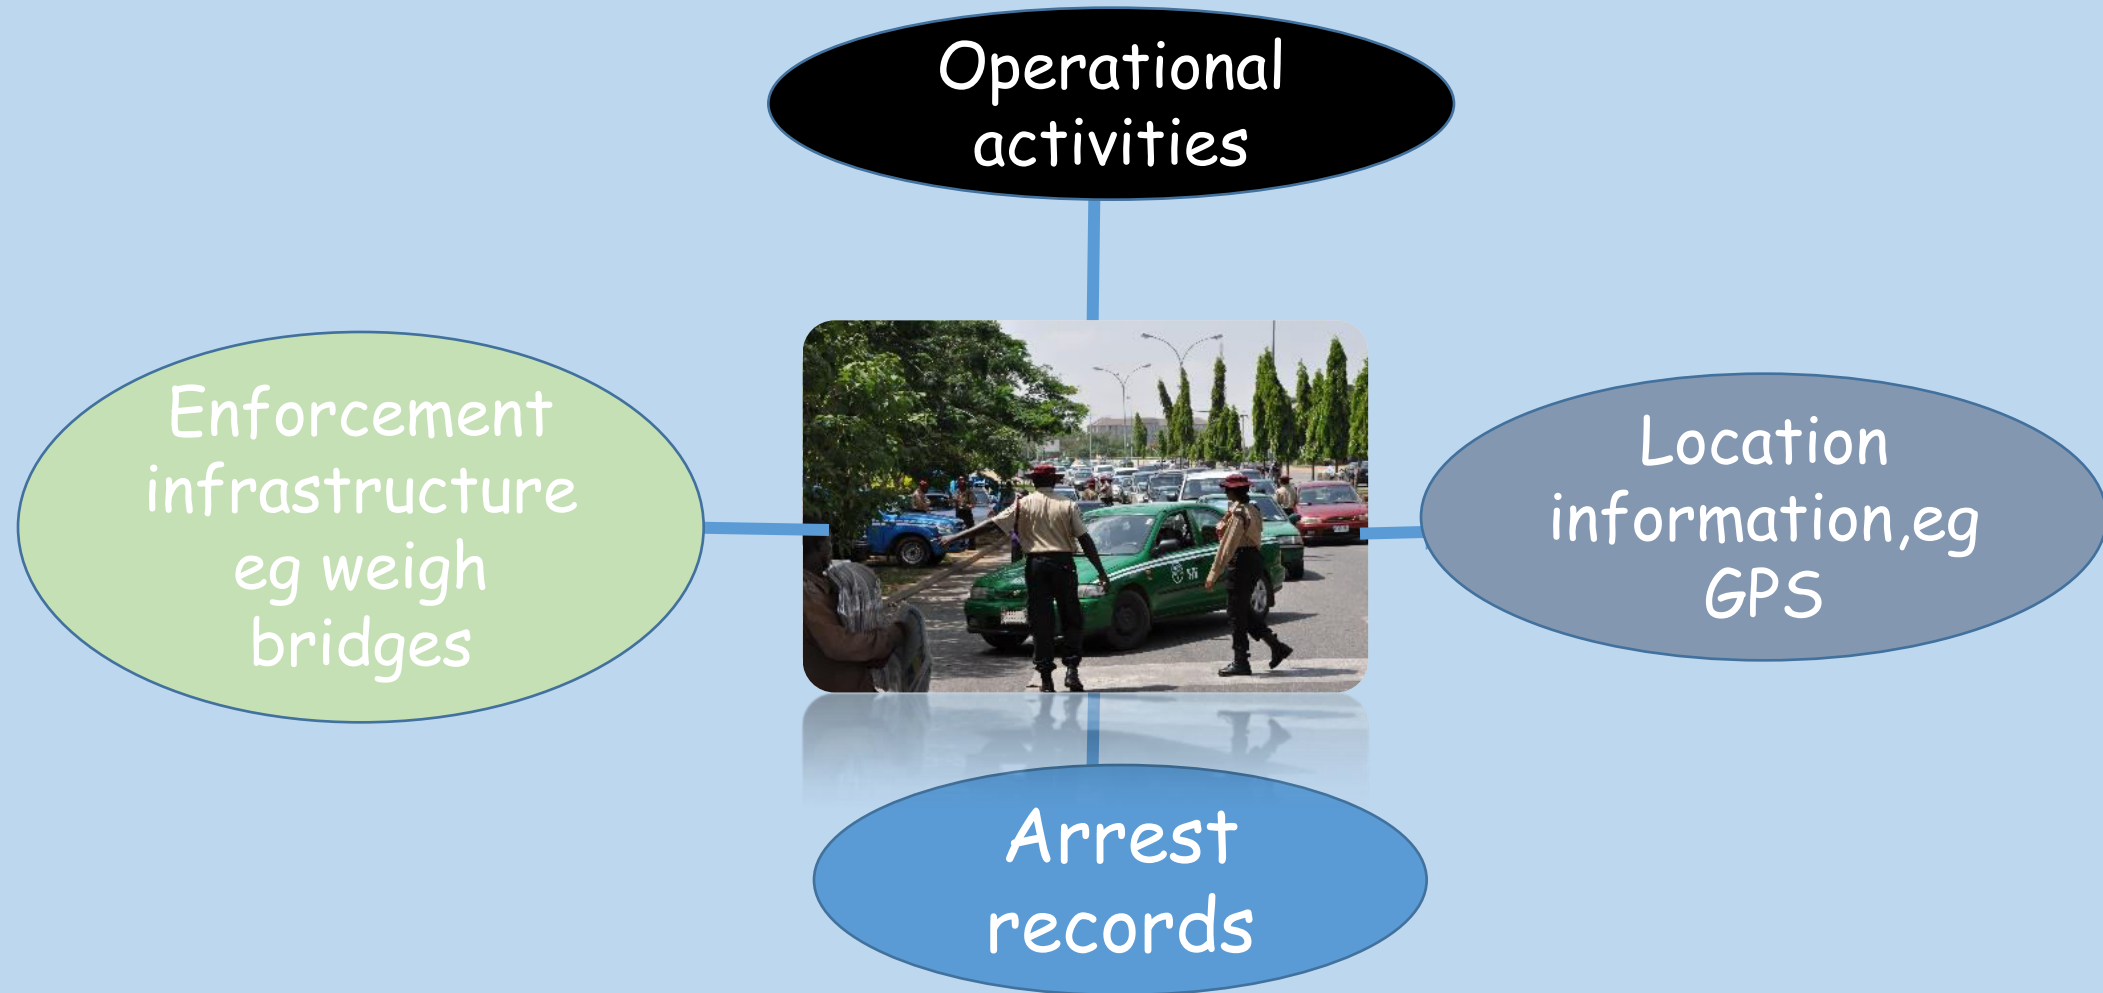 Operational
activities
Enforcement
infrastructure
eg weigh
bridges
Location
information,eg
GPS
Arrest
records